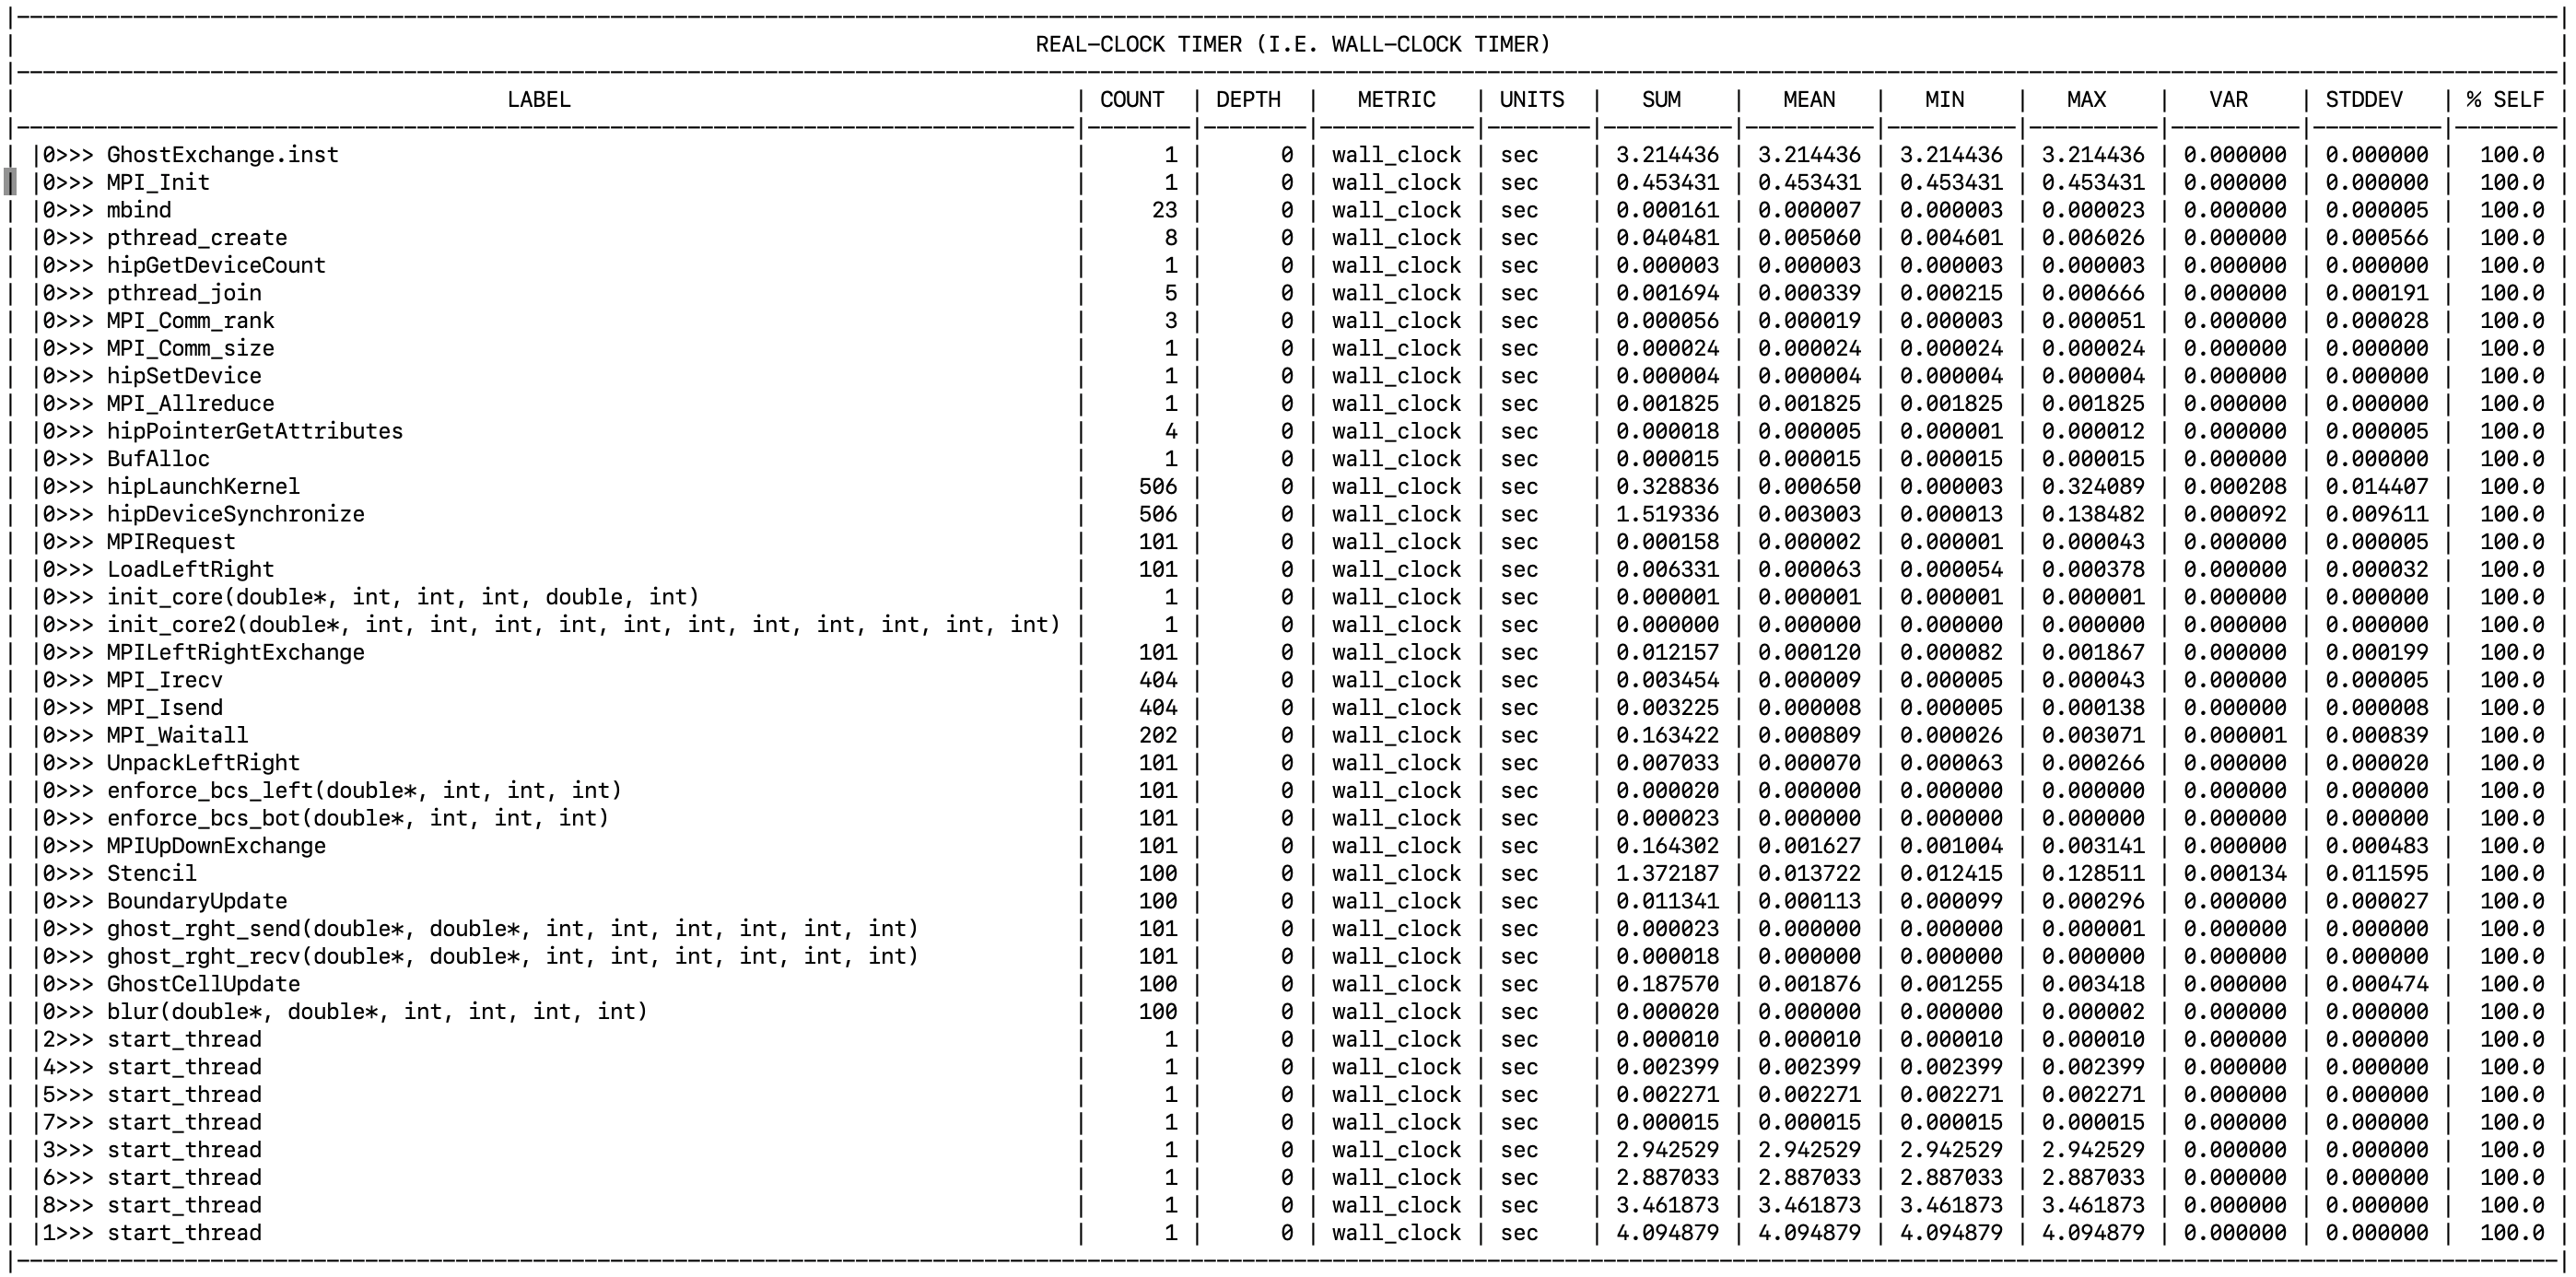 REAL-CLOCK TIMER (I.E. WALL-CLOCK TIMER)
| LABEL | COUNT | DEPTH | METRIC | UNITS | SUM | MEAN | MIN | MAX | VAR | STDDEV | % SELF |
| |0>>> GhostExchange.inst | 1 | 0 | wall_clock | sec | 3.214436 | 3.214436 | 3.214436 | 3.214436 | 0.000000 | 0.000000 | 100.0 |
| |0>>> MPI_Init | 1 | 0 | wall_clock | sec | 0.453431 | 0.453431 | 0.453431 | 0.453431 | 0.000000 | 0.000000 | 100.0 |
| |0>>> mbind | 23 | 0 | wall_clock | sec | 0.000161 | 0.000007 | 0.000003 | 0.000023 | 0.000000 | 0.000005 | 100.0 |
| |0>>> pthread_create | 8 | 0 | wall_clock | sec | 0.040481 | 0.005060 | 0.004601 | 0.006026 | 0.000000 | 0.000566 | 100.0 |
| |0>>> hipGetDeviceCount | 1 | 0 | wall_clock | sec | 0.000003 | 0.000003 | 0.000003 | 0.000003 | 0.000000 | 0.000000 | 100.0 |
| |0>>> pthread_join | 5 | 0 | wall_clock | sec | 0.001694 | 0.000339 | 0.000215 | 0.000666 | 0.000000 | 0.000191 | 100.0 |
| |0>>> MPI_Comm_rank | 3 | 0 | wall_clock | sec | 0.000056 | 0.000019 | 0.000003 | 0.000051 | 0.000000 | 0.000028 | 100.0 |
| |0>>> MPI_Comm_size | 1 | 0 | wall_clock | sec | 0.000024 | 0.000024 | 0.000024 | 0.000024 | 0.000000 | 0.000000 | 100.0 |
| |0>>> hipSetDevice | 1 | 0 | wall_clock | sec | 0.000004 | 0.000004 | 0.000004 | 0.000004 | 0.000000 | 0.000000 | 100.0 |
| |0>>> MPI_Allreduce | 1 | 0 | wall_clock | sec | 0.001825 | 0.001825 | 0.001825 | 0.001825 | 0.000000 | 0.000000 | 100.0 |
| |0>>> hipPointerGetAttributes | 4 | 0 | wall_clock | sec | 0.000018 | 0.000005 | 0.000001 | 0.000012 | 0.000000 | 0.000005 | 100.0 |
| |0>>> BufAlloc | 1 | 0 | wall_clock | sec | 0.000015 | 0.000015 | 0.000015 | 0.000015 | 0.000000 | 0.000000 | 100.0 |
| |0>>> hipLaunchKernel | 506 | 0 | wall_clock | sec | 0.328836 | 0.000650 | 0.000003 | 0.324089 | 0.000208 | 0.014407 | 100.0 |
| |0>>> hipDeviceSynchronize | 506 | 0 | wall_clock | sec | 1.519336 | 0.003003 | 0.000013 | 0.138482 | 0.000092 | 0.009611 | 100.0 |
| |0>>> MPIRequest | 101 | 0 | wall_clock | sec | 0.000158 | 0.000002 | 0.000001 | 0.000043 | 0.000000 | 0.000005 | 100.0 |
| |0>>> LoadLeftRight | 101 | 0 | wall_clock | sec | 0.006331 | 0.000063 | 0.000054 | 0.000378 | 0.000000 | 0.000032 | 100.0 |
| |0>>> init_core(double*, int, int, int, double, int) | 1 | 0 | wall_clock | sec | 0.000001 | 0.000001 | 0.000001 | 0.000001 | 0.000000 | 0.000000 | 100.0 |
| |0>>> init_core2(double*, int, int, int, int, int, int, int, int, int, int, int) | 1 | 0 | wall_clock | sec | 0.000000 | 0.000000 | 0.000000 | 0.000000 | 0.000000 | 0.000000 | 100.0 |
| |0>>> MPILeftRightExchange | 101 | 0 | wall_clock | sec | 0.012157 | 0.000120 | 0.000082 | 0.001867 | 0.000000 | 0.000199 | 100.0 |
| |0>>> MPI_Irecv | 404 | 0 | wall_clock | sec | 0.003454 | 0.000009 | 0.000005 | 0.000043 | 0.000000 | 0.000005 | 100.0 |
| |0>>> MPI_Isend | 404 | 0 | wall_clock | sec | 0.003225 | 0.000008 | 0.000005 | 0.000138 | 0.000000 | 0.000008 | 100.0 |
| |0>>> MPI_Waitall | 202 | 0 | wall_clock | sec | 0.163422 | 0.000809 | 0.000026 | 0.003071 | 0.000001 | 0.000839 | 100.0 |
| |0>>> UnpackLeftRight | 101 | 0 | wall_clock | sec | 0.007033 | 0.000070 | 0.000063 | 0.000266 | 0.000000 | 0.000020 | 100.0 |
| |0>>> enforce_bcs_left(double*, int, int, int) | 101 | 0 | wall_clock | sec | 0.000020 | 0.000000 | 0.000000 | 0.000000 | 0.000000 | 0.000000 | 100.0 |
| |0>>> enforce_bcs_bot(double*, int, int, int) | 101 | 0 | wall_clock | sec | 0.000023 | 0.000000 | 0.000000 | 0.000000 | 0.000000 | 0.000000 | 100.0 |
| |0>>> MPIUpDownExchange | 101 | 0 | wall_clock | sec | 0.164302 | 0.001627 | 0.001004 | 0.003141 | 0.000000 | 0.000483 | 100.0 |
| |0>>> Stencil | 100 | 0 | wall_clock | sec | 1.372187 | 0.013722 | 0.012415 | 0.128511 | 0.000134 | 0.011595 | 100.0 |
| |0>>> BoundaryUpdate | 100 | 0 | wall_clock | sec | 0.011341 | 0.000113 | 0.000099 | 0.000296 | 0.000000 | 0.000027 | 100.0 |
| |0>>> ghost_rght_send(double*, double*, int, int, int, int, int, int) | 101 | 0 | wall_clock | sec | 0.000023 | 0.000000 | 0.000000 | 0.000001 | 0.000000 | 0.000000 | 100.0 |
| |0>>> ghost_rght_recv(double*, double*, int, int, int, int, int, int) | 101 | 0 | wall_clock | sec | 0.000018 | 0.000000 | 0.000000 | 0.000000 | 0.000000 | 0.000000 | 100.0 |
| |0>>> GhostCellUpdate | 100 | 0 | wall_clock | sec | 0.187570 | 0.001876 | 0.001255 | 0.003418 | 0.000000 | 0.000474 | 100.0 |
| |0>>> blur(double*, double*, int, int, int, int) | 100 | 0 | wall_clock | sec | 0.000020 | 0.000000 | 0.000000 | 0.000002 | 0.000000 | 0.000000 | 100.0 |
| |2>>> start_thread | 1 | 0 | wall_clock | sec | 0.000010 | 0.000010 | 0.000010 | 0.000010 | 0.000000 | 0.000000 | 100.0 |
| |4>>> start_thread | 1 | 0 | wall_clock | sec | 0.002399 | 0.002399 | 0.002399 | 0.002399 | 0.000000 | 0.000000 | 100.0 |
| |5>>> start_thread | 1 | 0 | wall_clock | sec | 0.002271 | 0.002271 | 0.002271 | 0.002271 | 0.000000 | 0.000000 | 100.0 |
| |7>>> start_thread | 1 | 0 | wall_clock | sec | 0.000015 | 0.000015 | 0.000015 | 0.000015 | 0.000000 | 0.000000 | 100.0 |
| |3>>> start_thread | 1 | 0 | wall_clock | sec | 2.942529 | 2.942529 | 2.942529 | 2.942529 | 0.000000 | 0.000000 | 100.0 |
| |6>>> start_thread | 1 | 0 | wall_clock | sec | 2.887033 | 2.887033 | 2.887033 | 2.887033 | 0.000000 | 0.000000 | 100.0 |
| |8>>> start_thread | 1 | 0 | wall_clock | sec | 3.461873 | 3.461873 | 3.461873 | 3.461873 | 0.000000 | 0.000000 | 100.0 |
| |1>>> start_thread | 1 | 0 | wall_clock | sec | 4.094879 | 4.094879 | 4.094879 | 4.094879 | 0.000000 | 0.000000 | 100.0 |